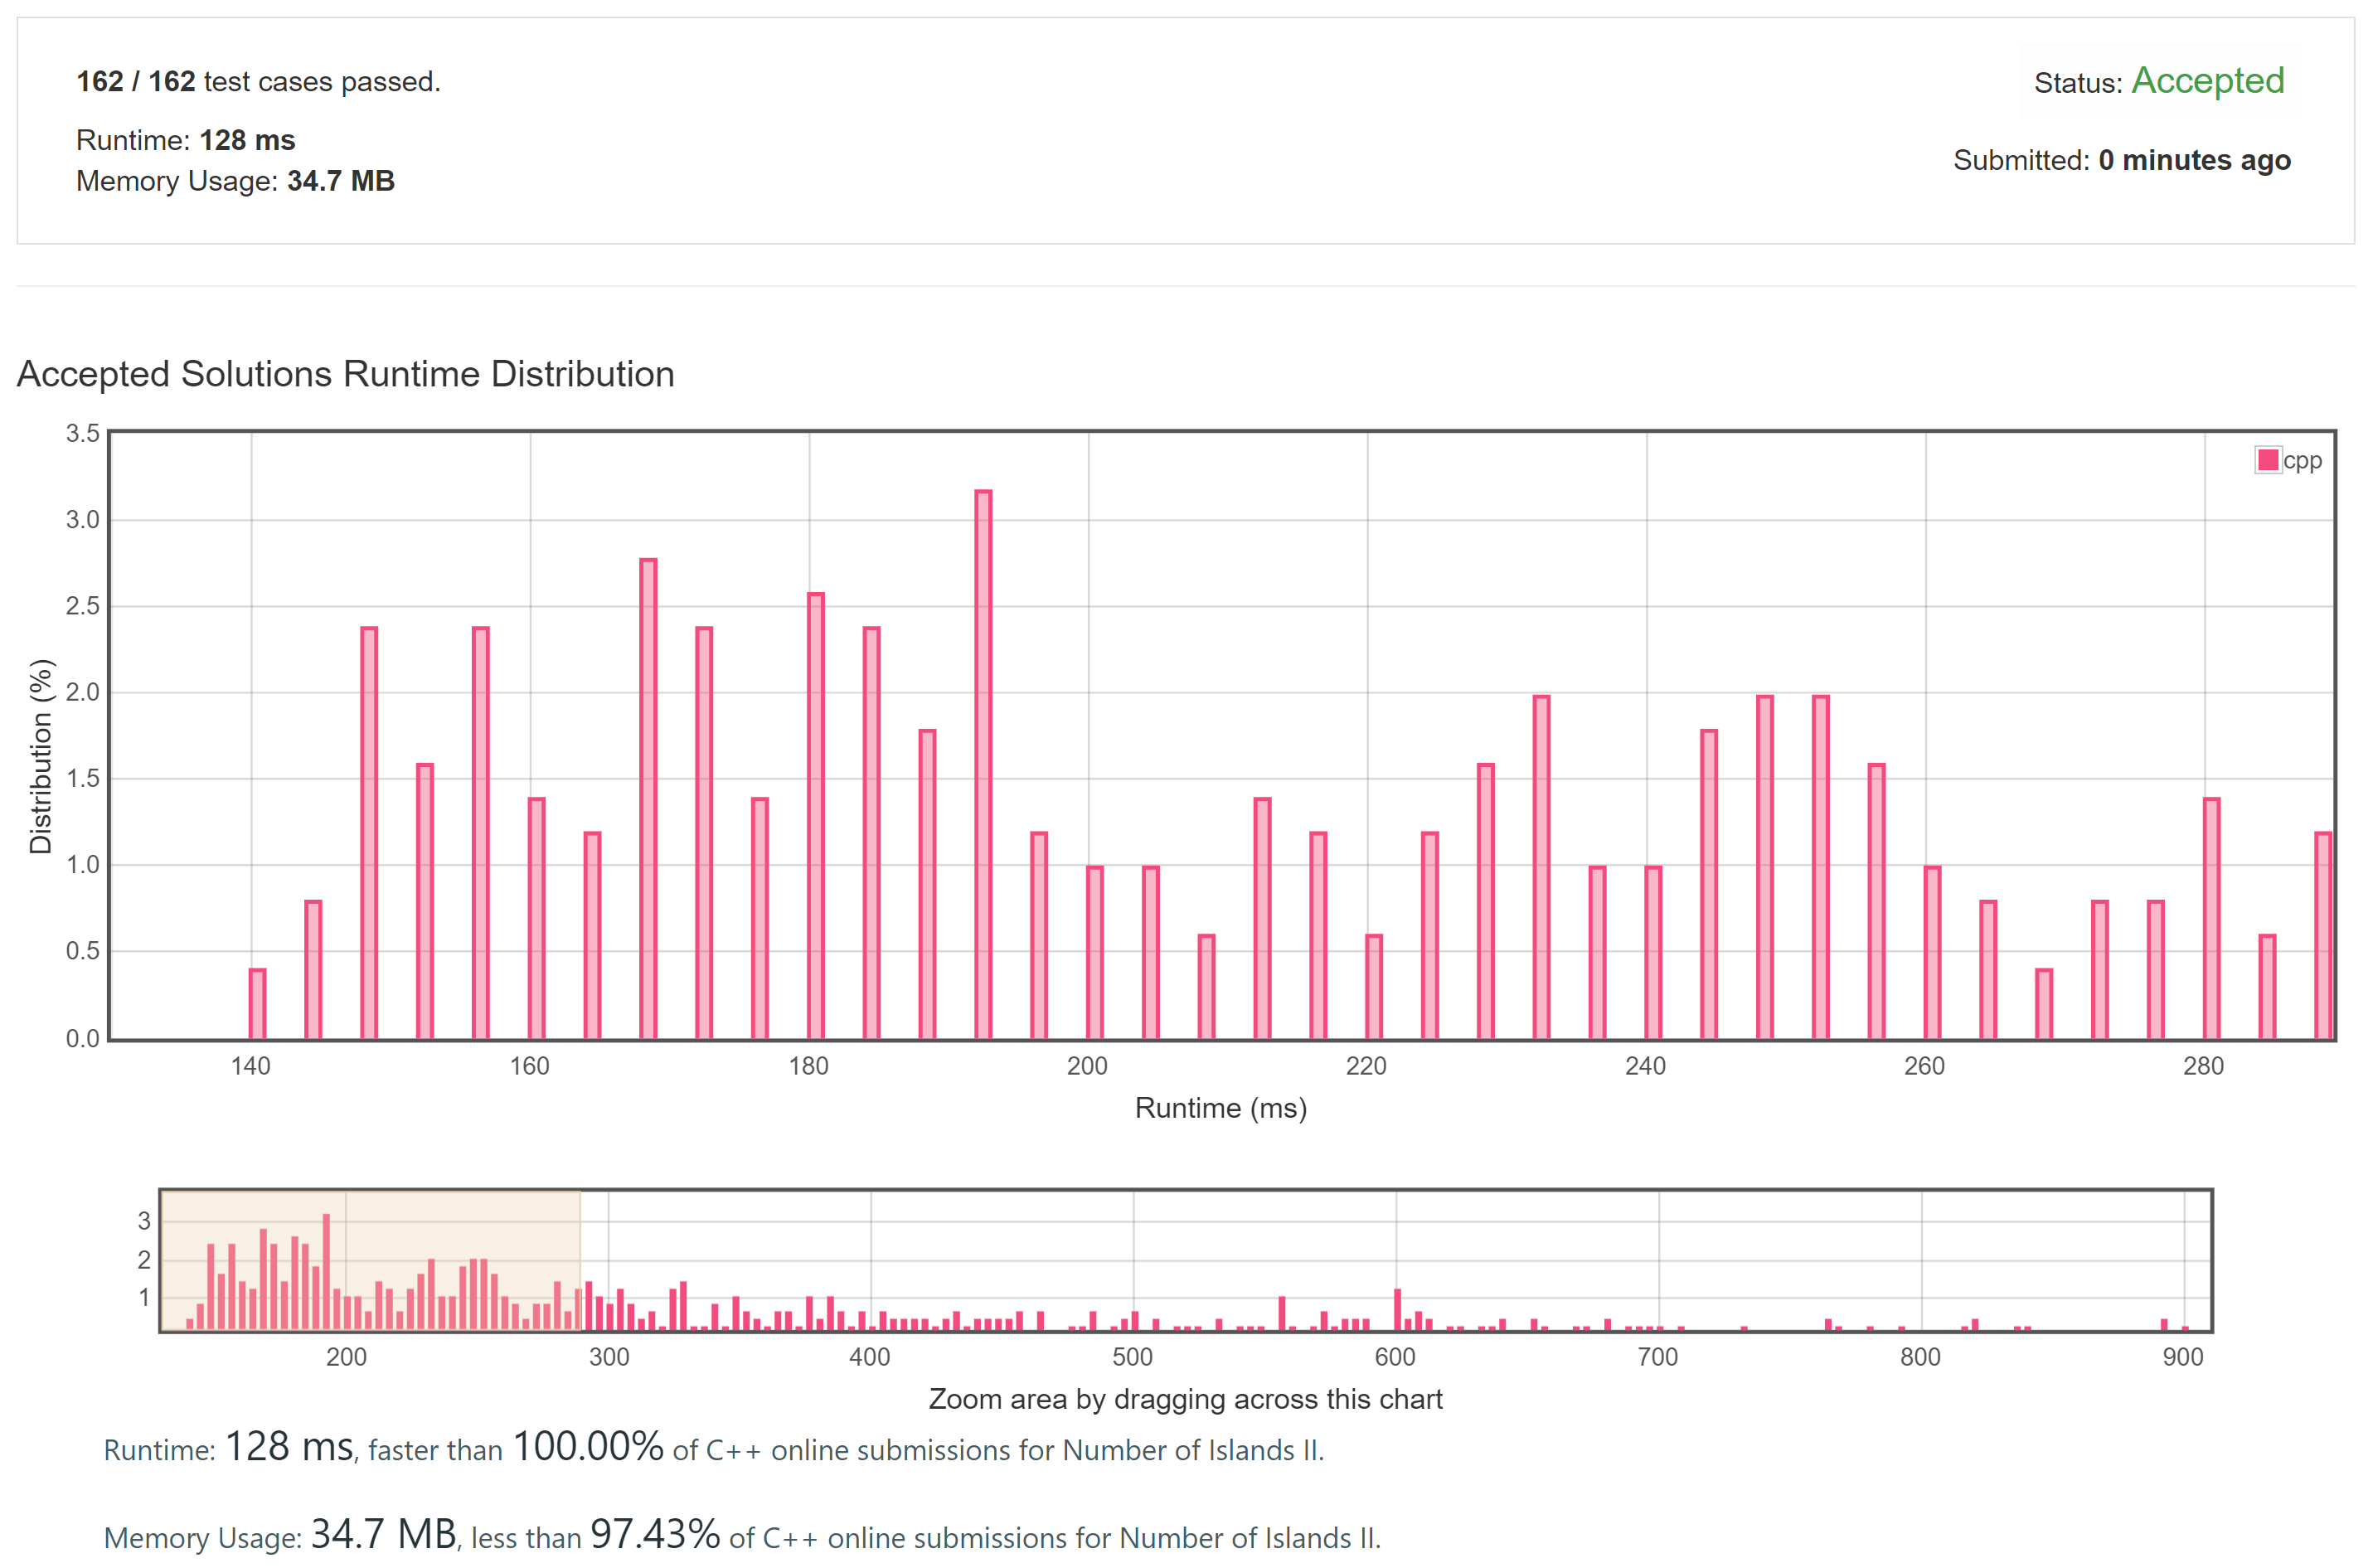 162 / 162 test cases passed.
Status: Accepted
Runtime: 128 ms
Submitted: 0 minutes ago
Memory Usage: 34.7 MB
Accepted Solutions Runtime Distribution
3.5
cpp
3.0
2.5
2.0
1.5
1.0
0.5
0.0
Distribution (%)
140 160 180 200 220 240 260 280
Runtime (ms)
3
2
1
200 300 400 500 600 700 800 900
Zoom area by dragging across this chart
Runtime: 128 ms, faster than 100.00% of C++ online submissions for Number of Islands II.
Memory Usage: 34.7 MB, less than 97.43% of C++ online submissions for Number of Islands II.